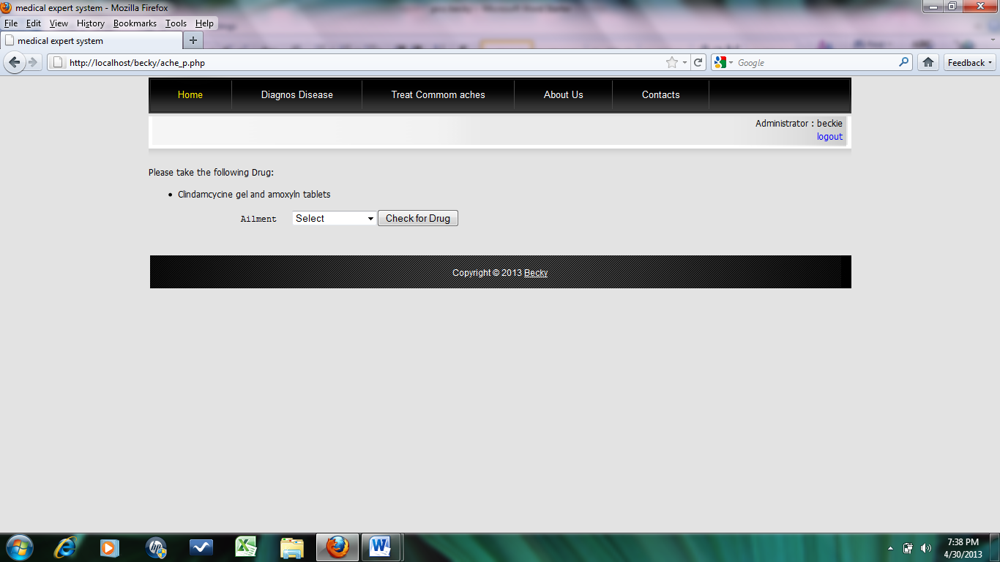 medical expert system - Mozilla Firefox
File Edit View History Bookmarks Tools Help
medical expert system
http://localhost/becky/ache_p.php
Google
Feedback
Home Diagnos Disease Treat Commom aches About Us Contacts
Administrator : beckie
logout
Please take the following Drug:
• Clindamcycine gel and amoxyln tablets
Ailment Select Check for Drug
Copyright © 2013 Becky
7:38 PM
4/30/2013